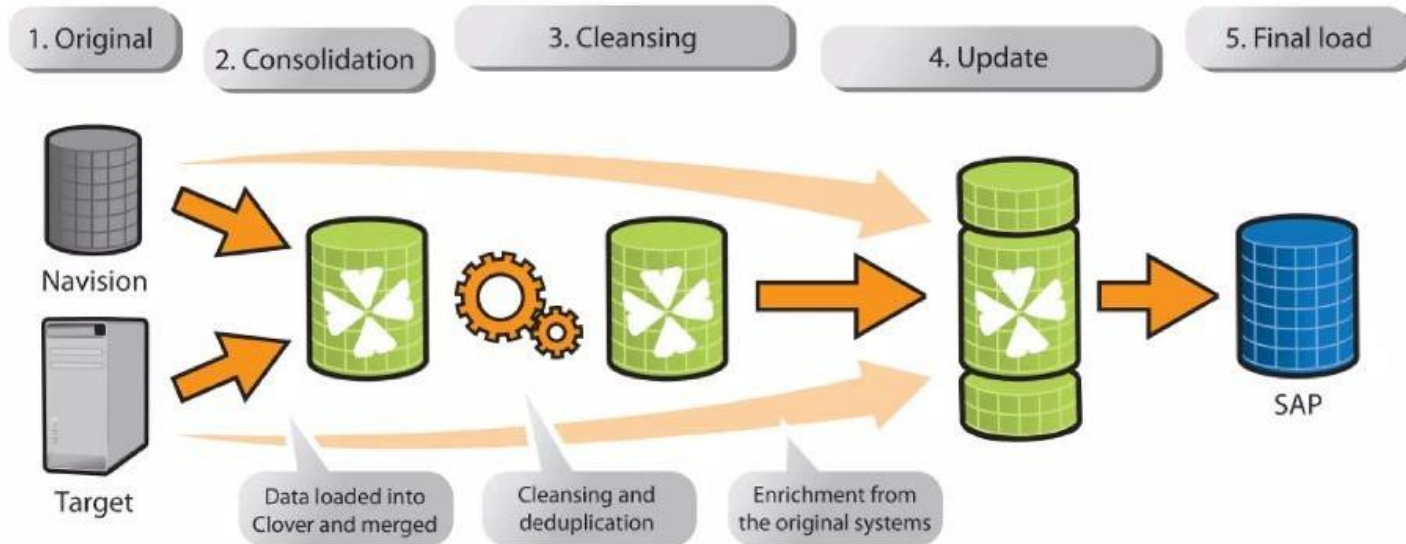 1. Original
2. Consolidation
3. Cleansing
4. Update
5. Final load
Navision
Target
SAP
Data loaded into
Clover and merged
Cleansing and
deduplication
Enrichment from
the original systems